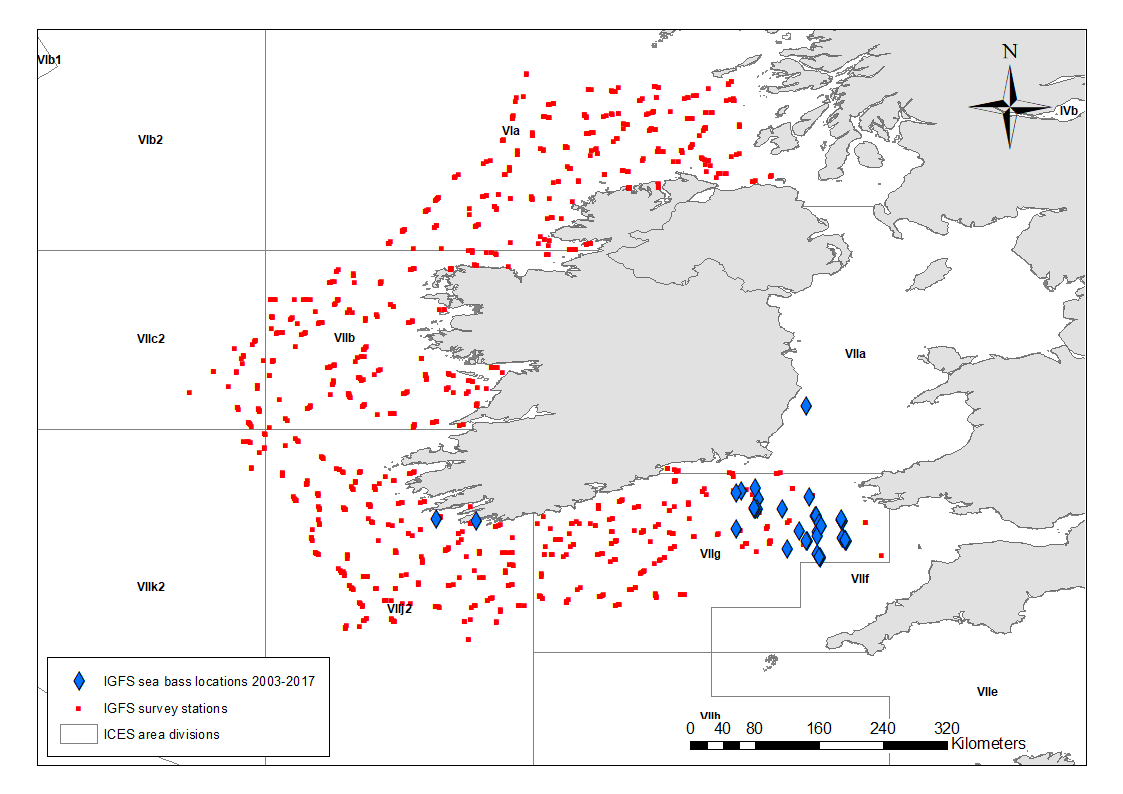 VIb1
N
IVb
VIa
VIb2
VIIc2
VIIb
VIIa
VIIg
VIIf
VIIk2
VIIj2
IGFS sea bass locations 2003-2017
IGFS survey stations
ICES area divisions
VIIe
VIIh
0 40 80 160 240 320
Kilometers